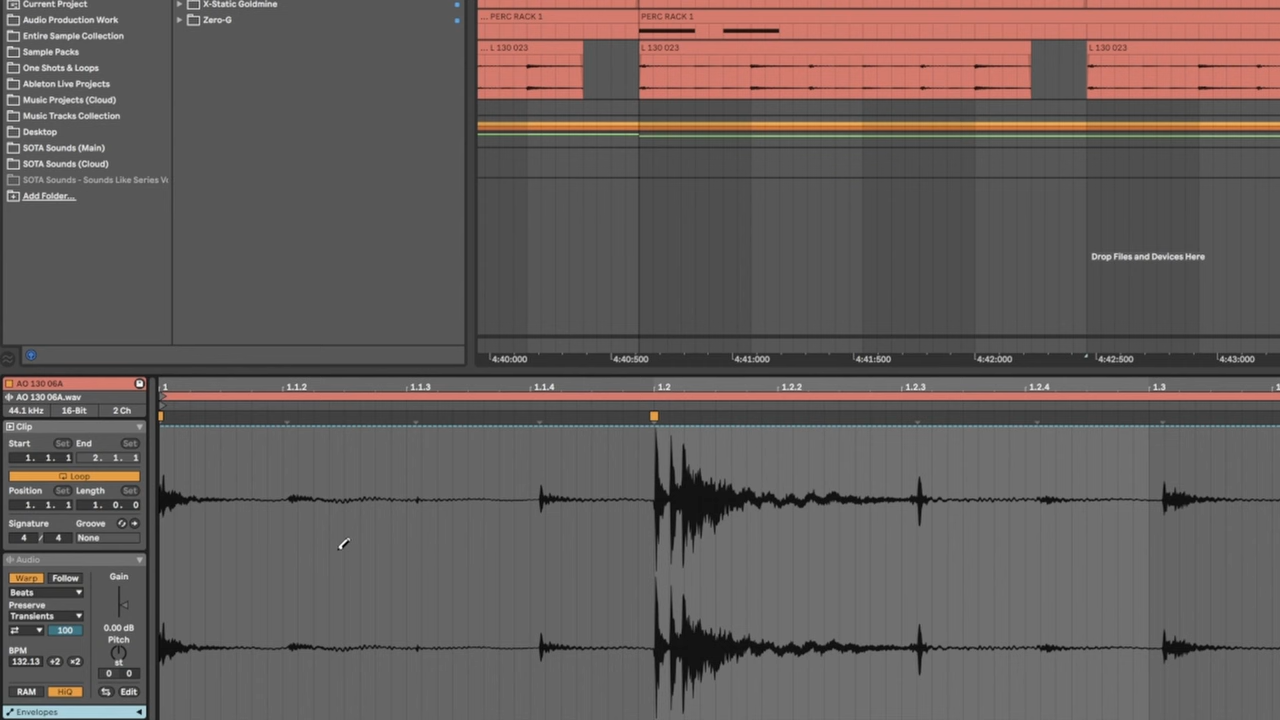 Current Project
Audio Production Work
Entire Sample Collection
Sample Packs
One Shots & Loops
Ableton Live Projects
Music Projects (Cloud)
Music Tracks Collection
Desktop
SOTA Sounds (Main)
SOTA Sounds (Cloud)
SOTA Sounds - Sounds Like Series V
Add Folder...
X-Static Goldmine
Zero-G
... PERC RACK 1
PERC RACK 1
... L 130 023
L 130 023
L 130 023
Drop Files and Devices Here
4:40:000
4:40:500
4:41:000
4:41:500
4:42:000
4:42:500
4:43:000
AO 130 06A
AO 130 06A.wav
44.1 kHz 16-Bit 2 Ch
Clip
Start Set End Set
1. 1. 1 2. 1. 1
Loop
Position Set Length Set
1. 1. 1 1. 0. 0
Signature Groove
4 / 4 None
Audio
Warp Follow Gain
Beats
Preserve
Transients
100
0.00 dB
Pitch
BPM
132.13 ÷2 ×2
st
0 0
RAM HiQ Edit
Envelopes
1
1.1.2
1.1.3
1.1.4
1.2
1.2.2
1.2.3
1.2.4
1.3